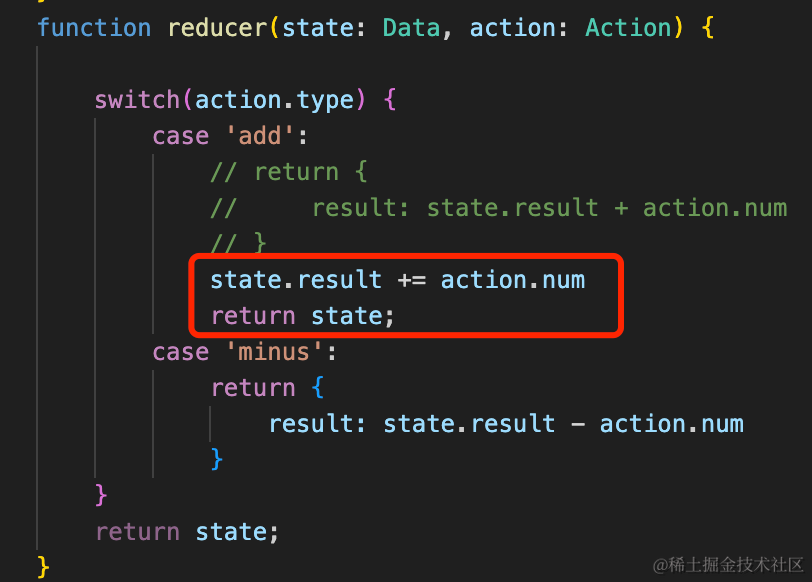 function reducer(state: Data, action: Action) {
switch(action.type) {
case 'add':
// return {
//     result: state.result + action.num
// }
state.result += action.num
return state;
case 'minus':
return {
result: state.result - action.num
}
}
return state;
}
@稀土掘金技术社区